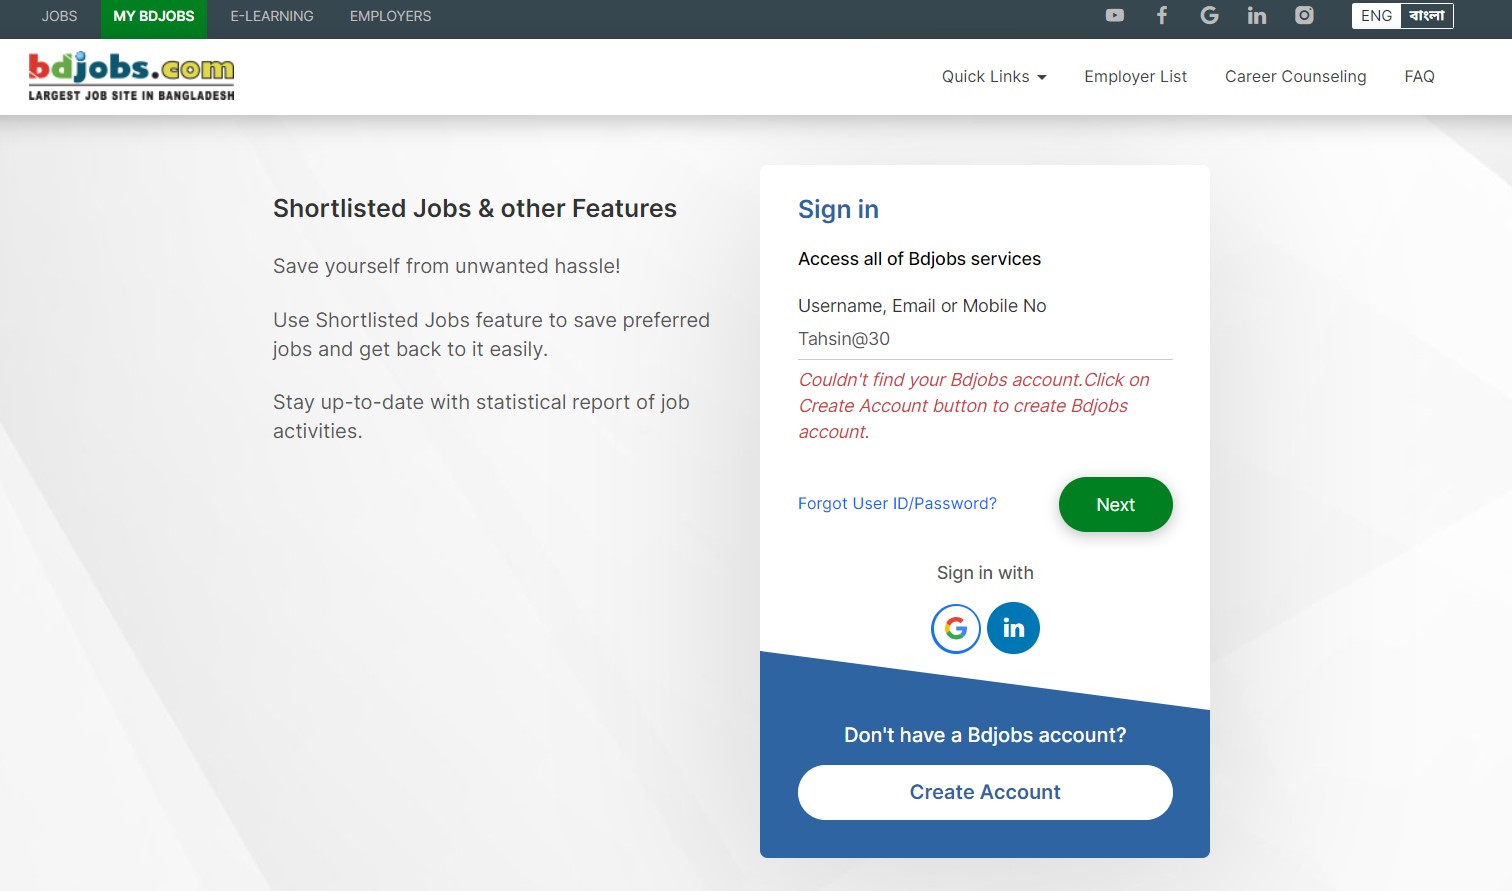 JOBS MY BDJOBS E-LEARNING EMPLOYERS ENG বাংলা
bdjobs.com
LARGEST JOB SITE IN BANGLADESH
Quick Links Employer List Career Counseling FAQ
Shortlisted Jobs & other Features
Save yourself from unwanted hassle!
Use Shortlisted Jobs feature to save preferred
jobs and get back to it easily.
Stay up-to-date with statistical report of job
activities.
Sign in
Access all of Bdjobs services
Username, Email or Mobile No
Tahsin@30
Couldn't find your Bdjobs account.Click on
Create Account button to create Bdjobs
account.
Forgot User ID/Password? Next
Sign in with
Don't have a Bdjobs account?
Create Account